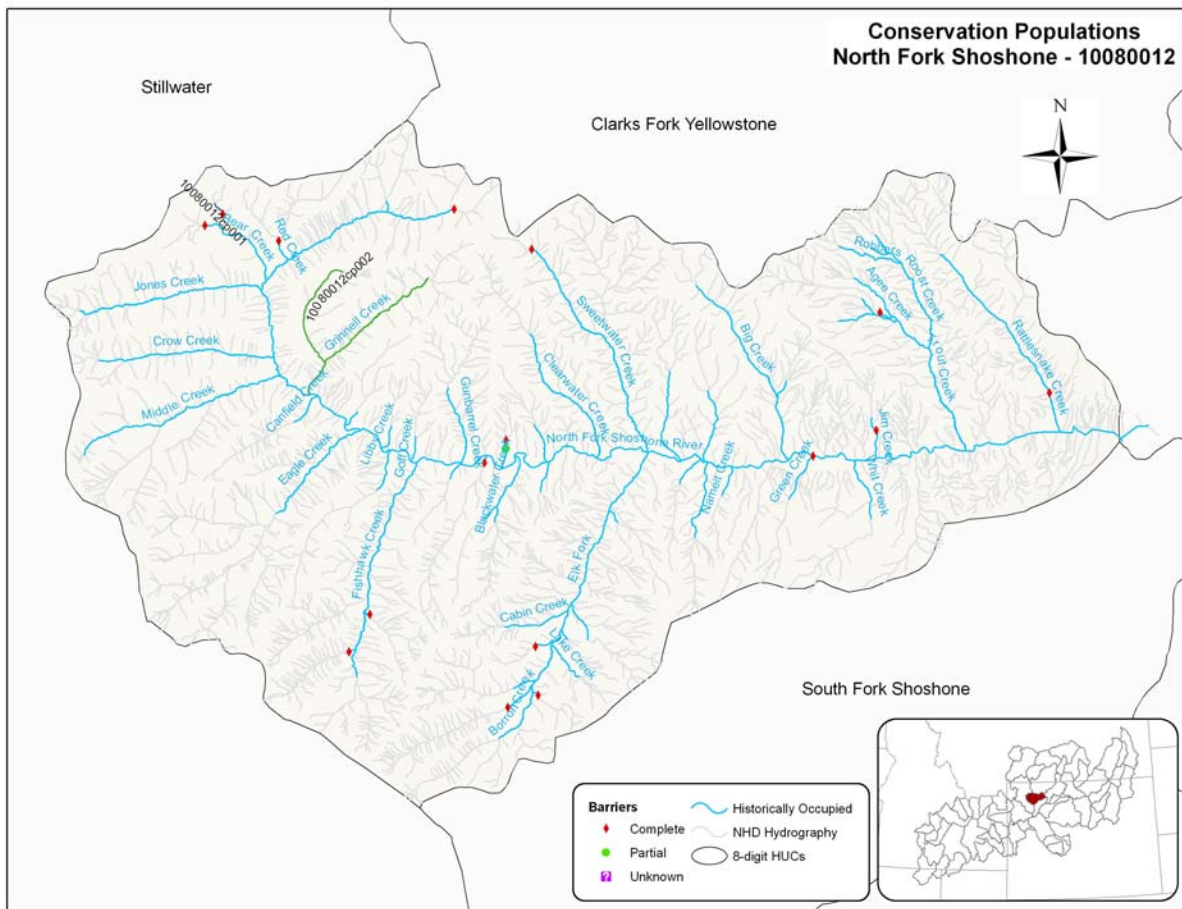 Conservation Populations
North Fork Shoshone - 10080012
Stillwater
Clarks Fork Yellowstone
N
10080012cp001
Bear Creek
Red Creek
Jones Creek
10080012cp002
Grinnell Creek
Crow Creek
Middle Creek
Canfield Creek
Eagle Creek
Libby Creek
Goff Creek
Gunbarrel Creek
Blackwater Creek
Clearwater Creek
Sweetwater Creek
North Fork Shoshone River
Big Creek
Robbers Roost Creek
Agee Creek
Trout Creek
Rattlesnake Creek
Jim Creek
Whit Creek
Green Creek
Nameit Creek
Fishhawk Creek
Elk Fork
Cabin Creek
Lake Creek
Borron Creek
South Fork Shoshone
Barriers
Complete
Partial
? Unknown
Historically Occupied
NHD Hydrography
8-digit HUCs